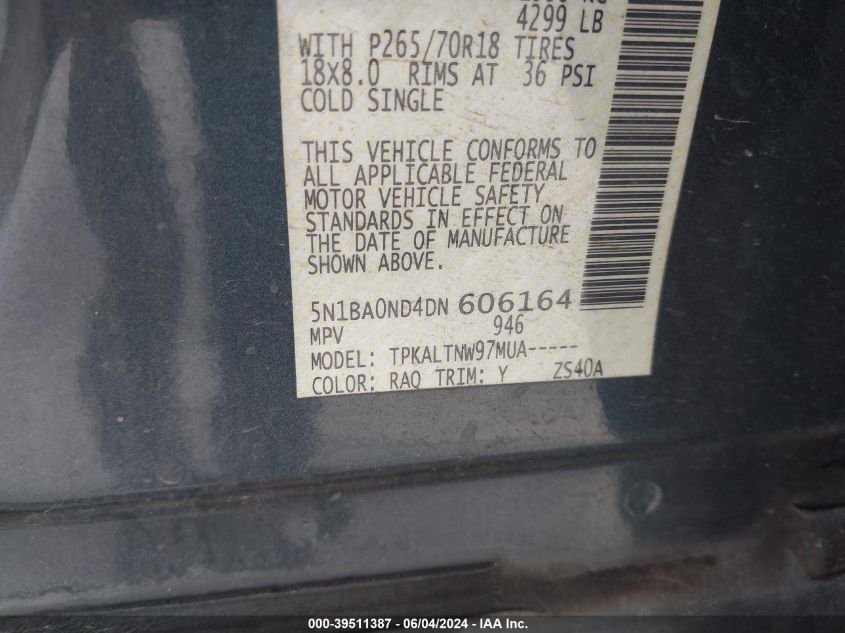 4299 LB
WITH P265/70R18 TIRES
18X8.0 RIMS AT 36 PSI
COLD SINGLE
THIS VEHICLE CONFORMS TO
ALL APPLICABLE FEDERAL
MOTOR VEHICLE SAFETY
STANDARDS IN EFFECT ON
THE DATE OF MANUFACTURE
SHOWN ABOVE.
5N1BA0ND4DN 606164
MPV 946
MODEL: TPKALTNW97MUA-----
COLOR: RAQ TRIM: Y ZS40A
000-39511387 - 06/04/2024 - IAA Inc.